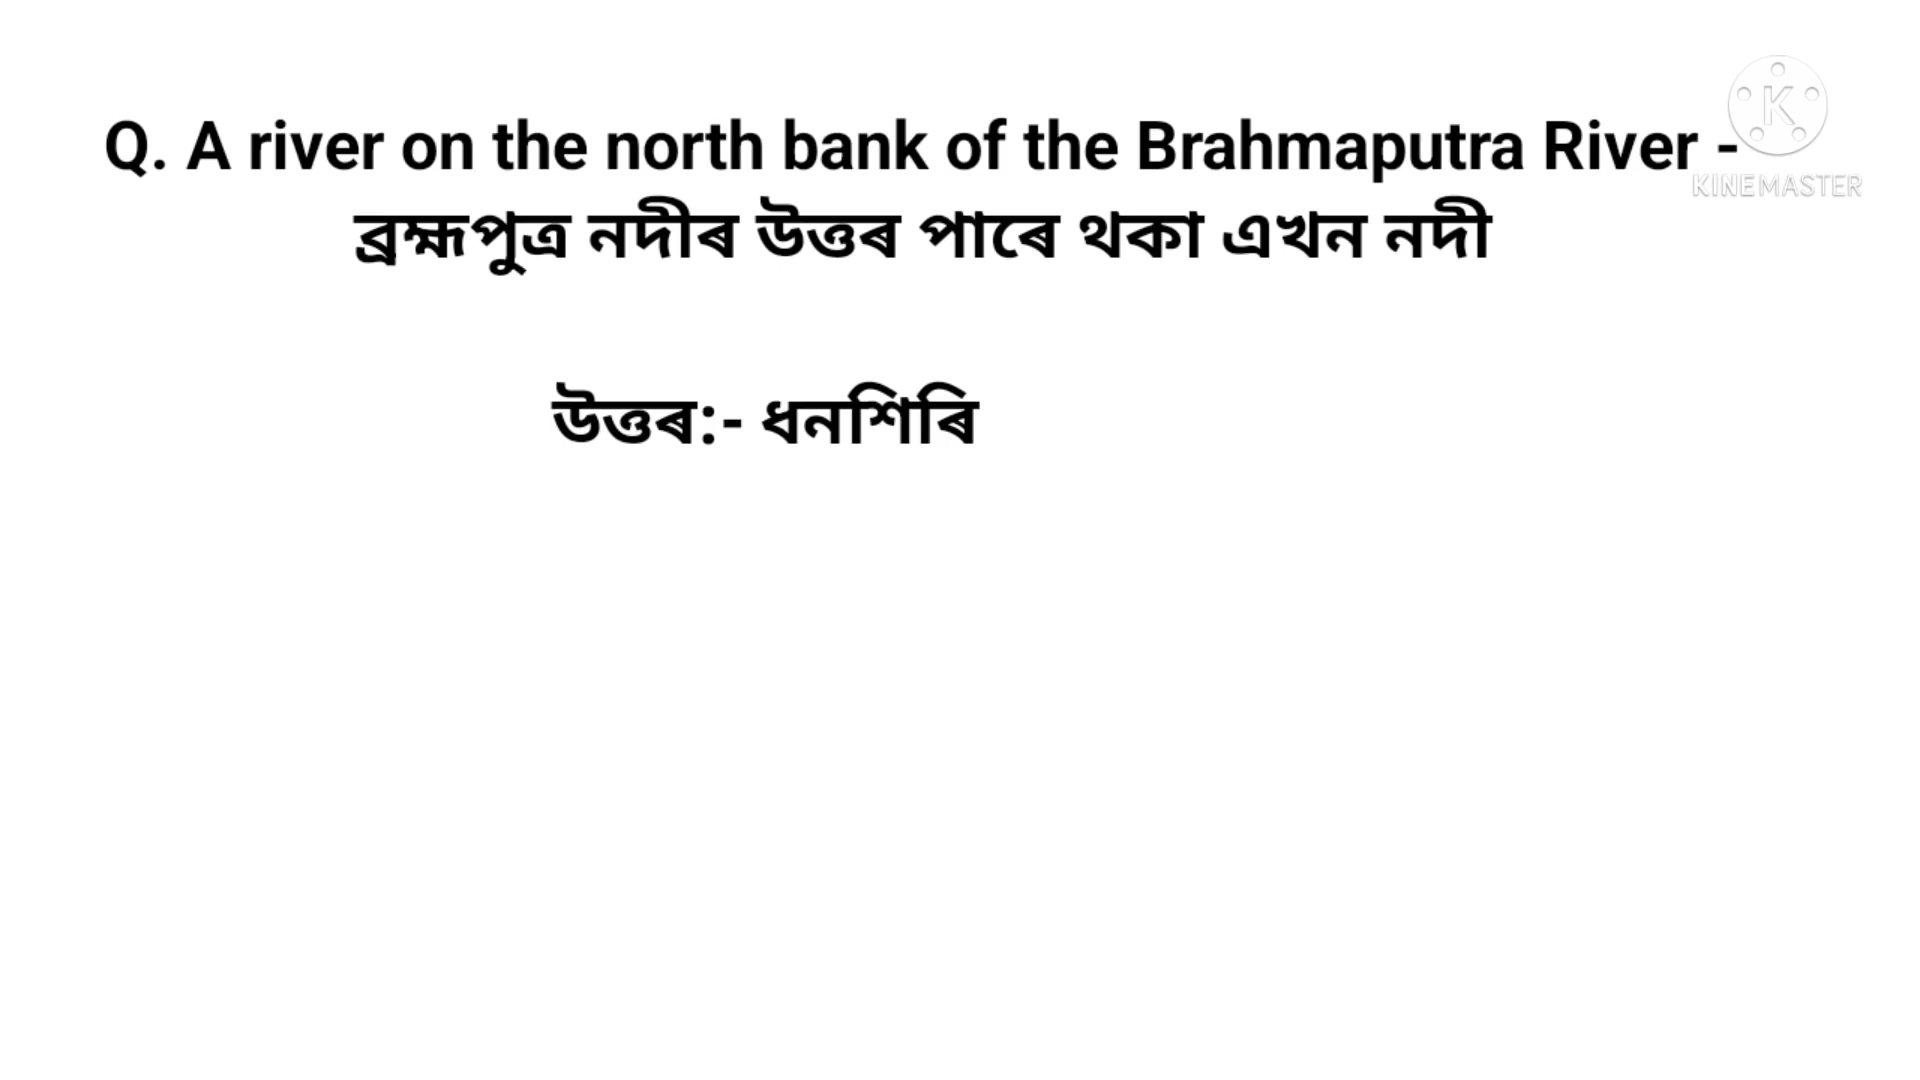 Q. A river on the north bank of the Brahmaputra River -
ব্ৰহ্মপুত্ৰ নদীৰ উত্তৰ পাৰে থকা এখন নদী
উত্তৰ:- ধনশিৰি
K
KINEMASTER